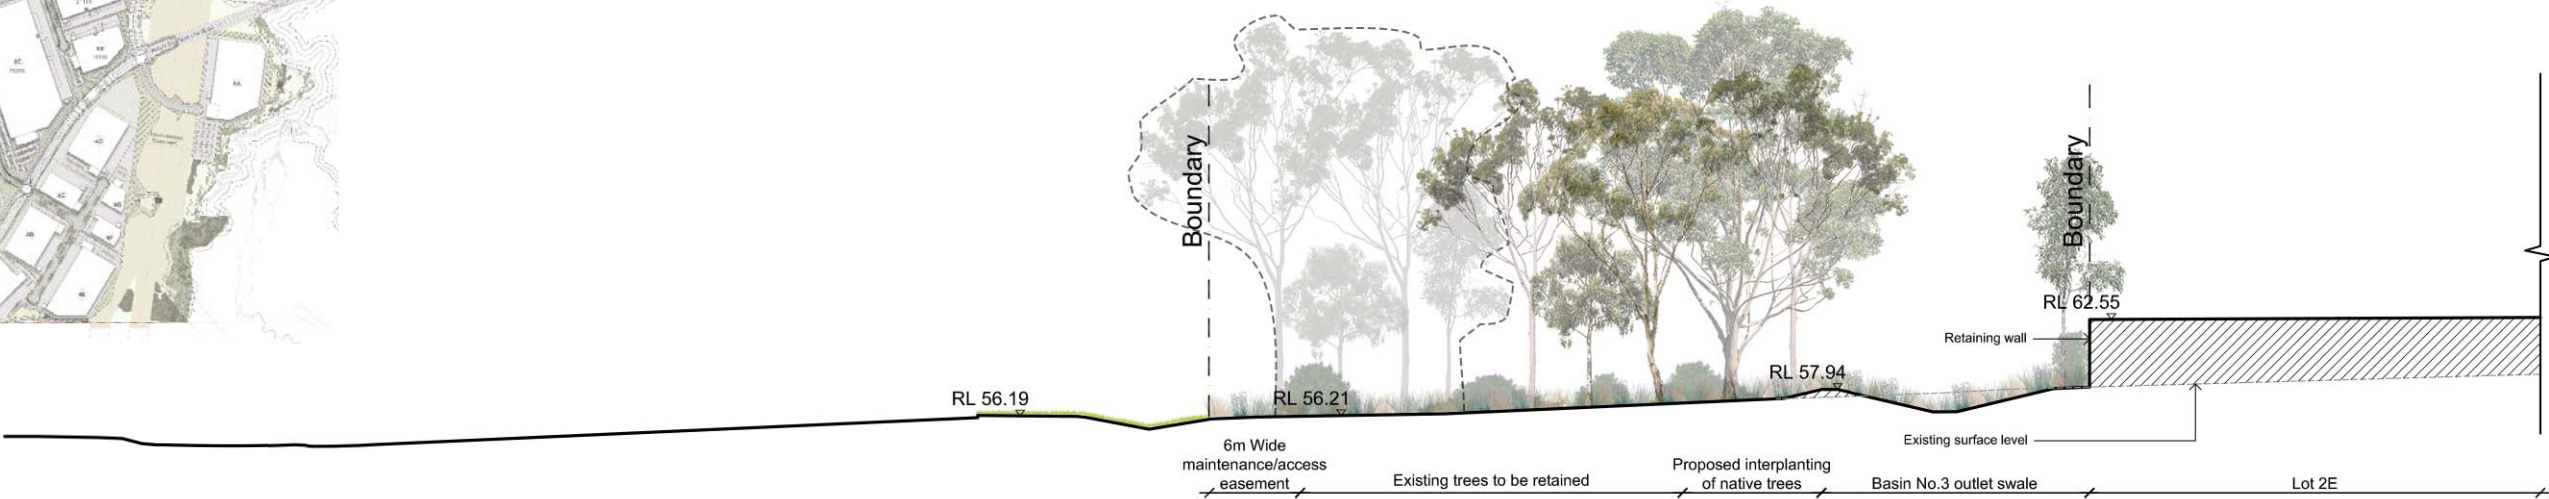 Boundary
Boundary
RL 62.55
Retaining wall
RL 57.94
RL 56.19
RL 56.21
Existing surface level
6m Wide
maintenance/access
easement
Existing trees to be retained
Proposed interplanting
of native trees
Basin No.3 outlet swale
Lot 2E